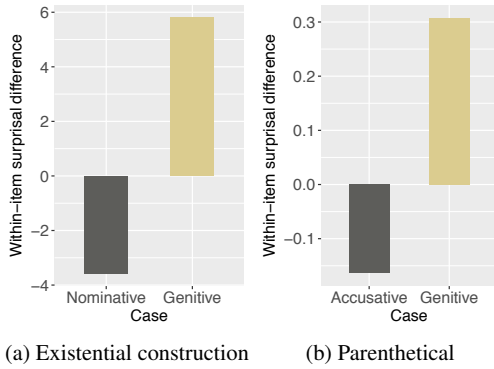 Within−item surprisal difference
6
4
2
0
−2
−4
Nominative Genitive
Case
(a) Existential construction
Within−item surprisal difference
0.3
0.2
0.1
0.0
−0.1
Accusative Genitive
Case
(b) Parenthetical